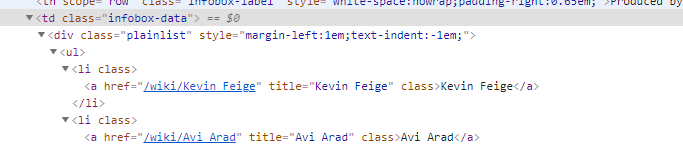 <th scope="row" class="infobox-label" style="white-space:nowrap;padding-right:0.65em;">Produced by
▼<td class="infobox-data"> == $0
▼<div class="plainlist" style="margin-left:1em;text-indent:-1em;">
▼<ul>
▼<li class>
<a href="/wiki/Kevin_Feige" title="Kevin Feige" class>Kevin Feige</a>
</li>
▼<li class>
<a href="/wiki/Avi_Arad" title="Avi Arad" class>Avi Arad</a>